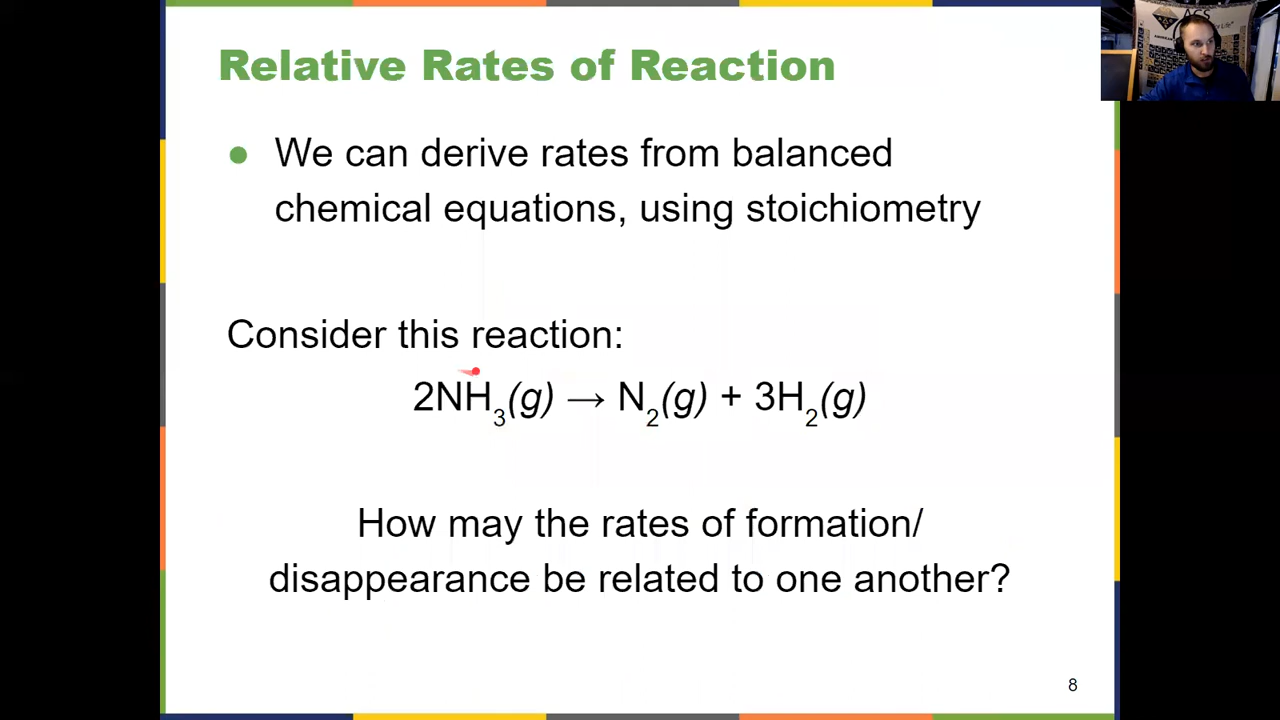 Relative Rates of Reaction
● We can derive rates from balanced
chemical equations, using stoichiometry
Consider this reaction:
2NH₃(g) → N₂(g) + 3H₂(g)
How may the rates of formation/
disappearance be related to one another?
8
ACS